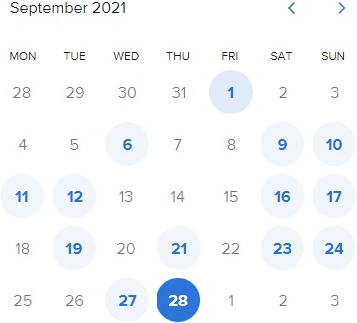 September 2021
MON TUE WED THU FRI SAT SUN
28 29 30 31 1 2 3
4 5 6 7 8 9 10
11 12 13 14 15 16 17
18 19 20 21 22 23 24
25 26 27 28 1 2 3